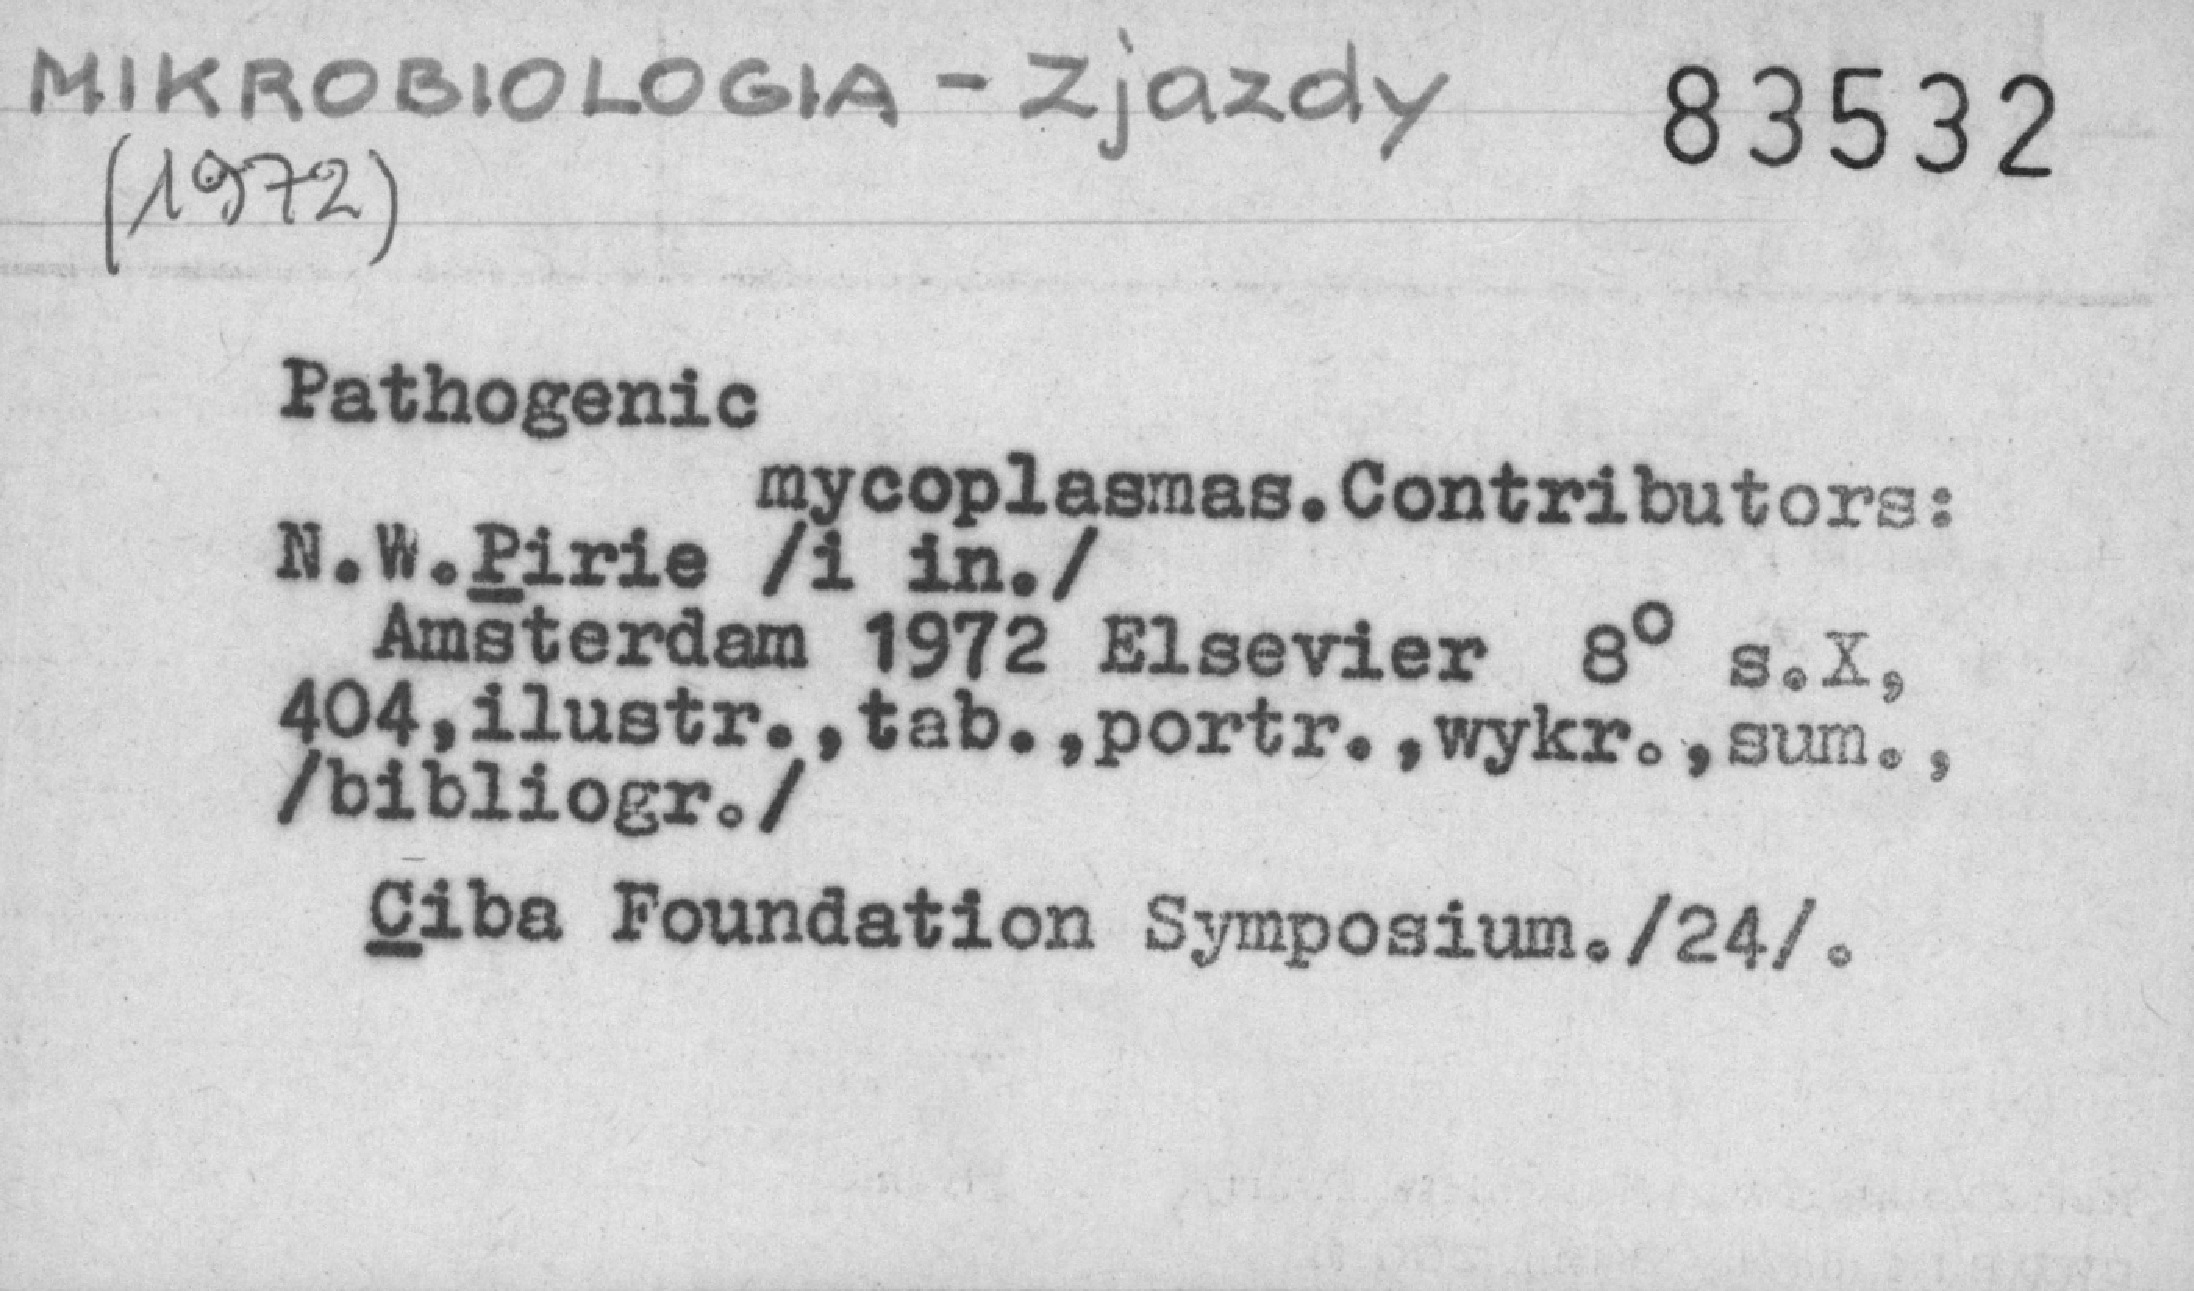 MIKROBIOLOGIA - Zjazdy 83532
(1972)
Pathogenic
mycoplasmas.Contributors:
N.W.Pirie /i in./
Amsterdam 1972 Elsevier 8° s.X,
404,ilustr.,tab.,portr.,wykr.,sum.,
/bibliogr./
Ciba Foundation Symposium./24/.